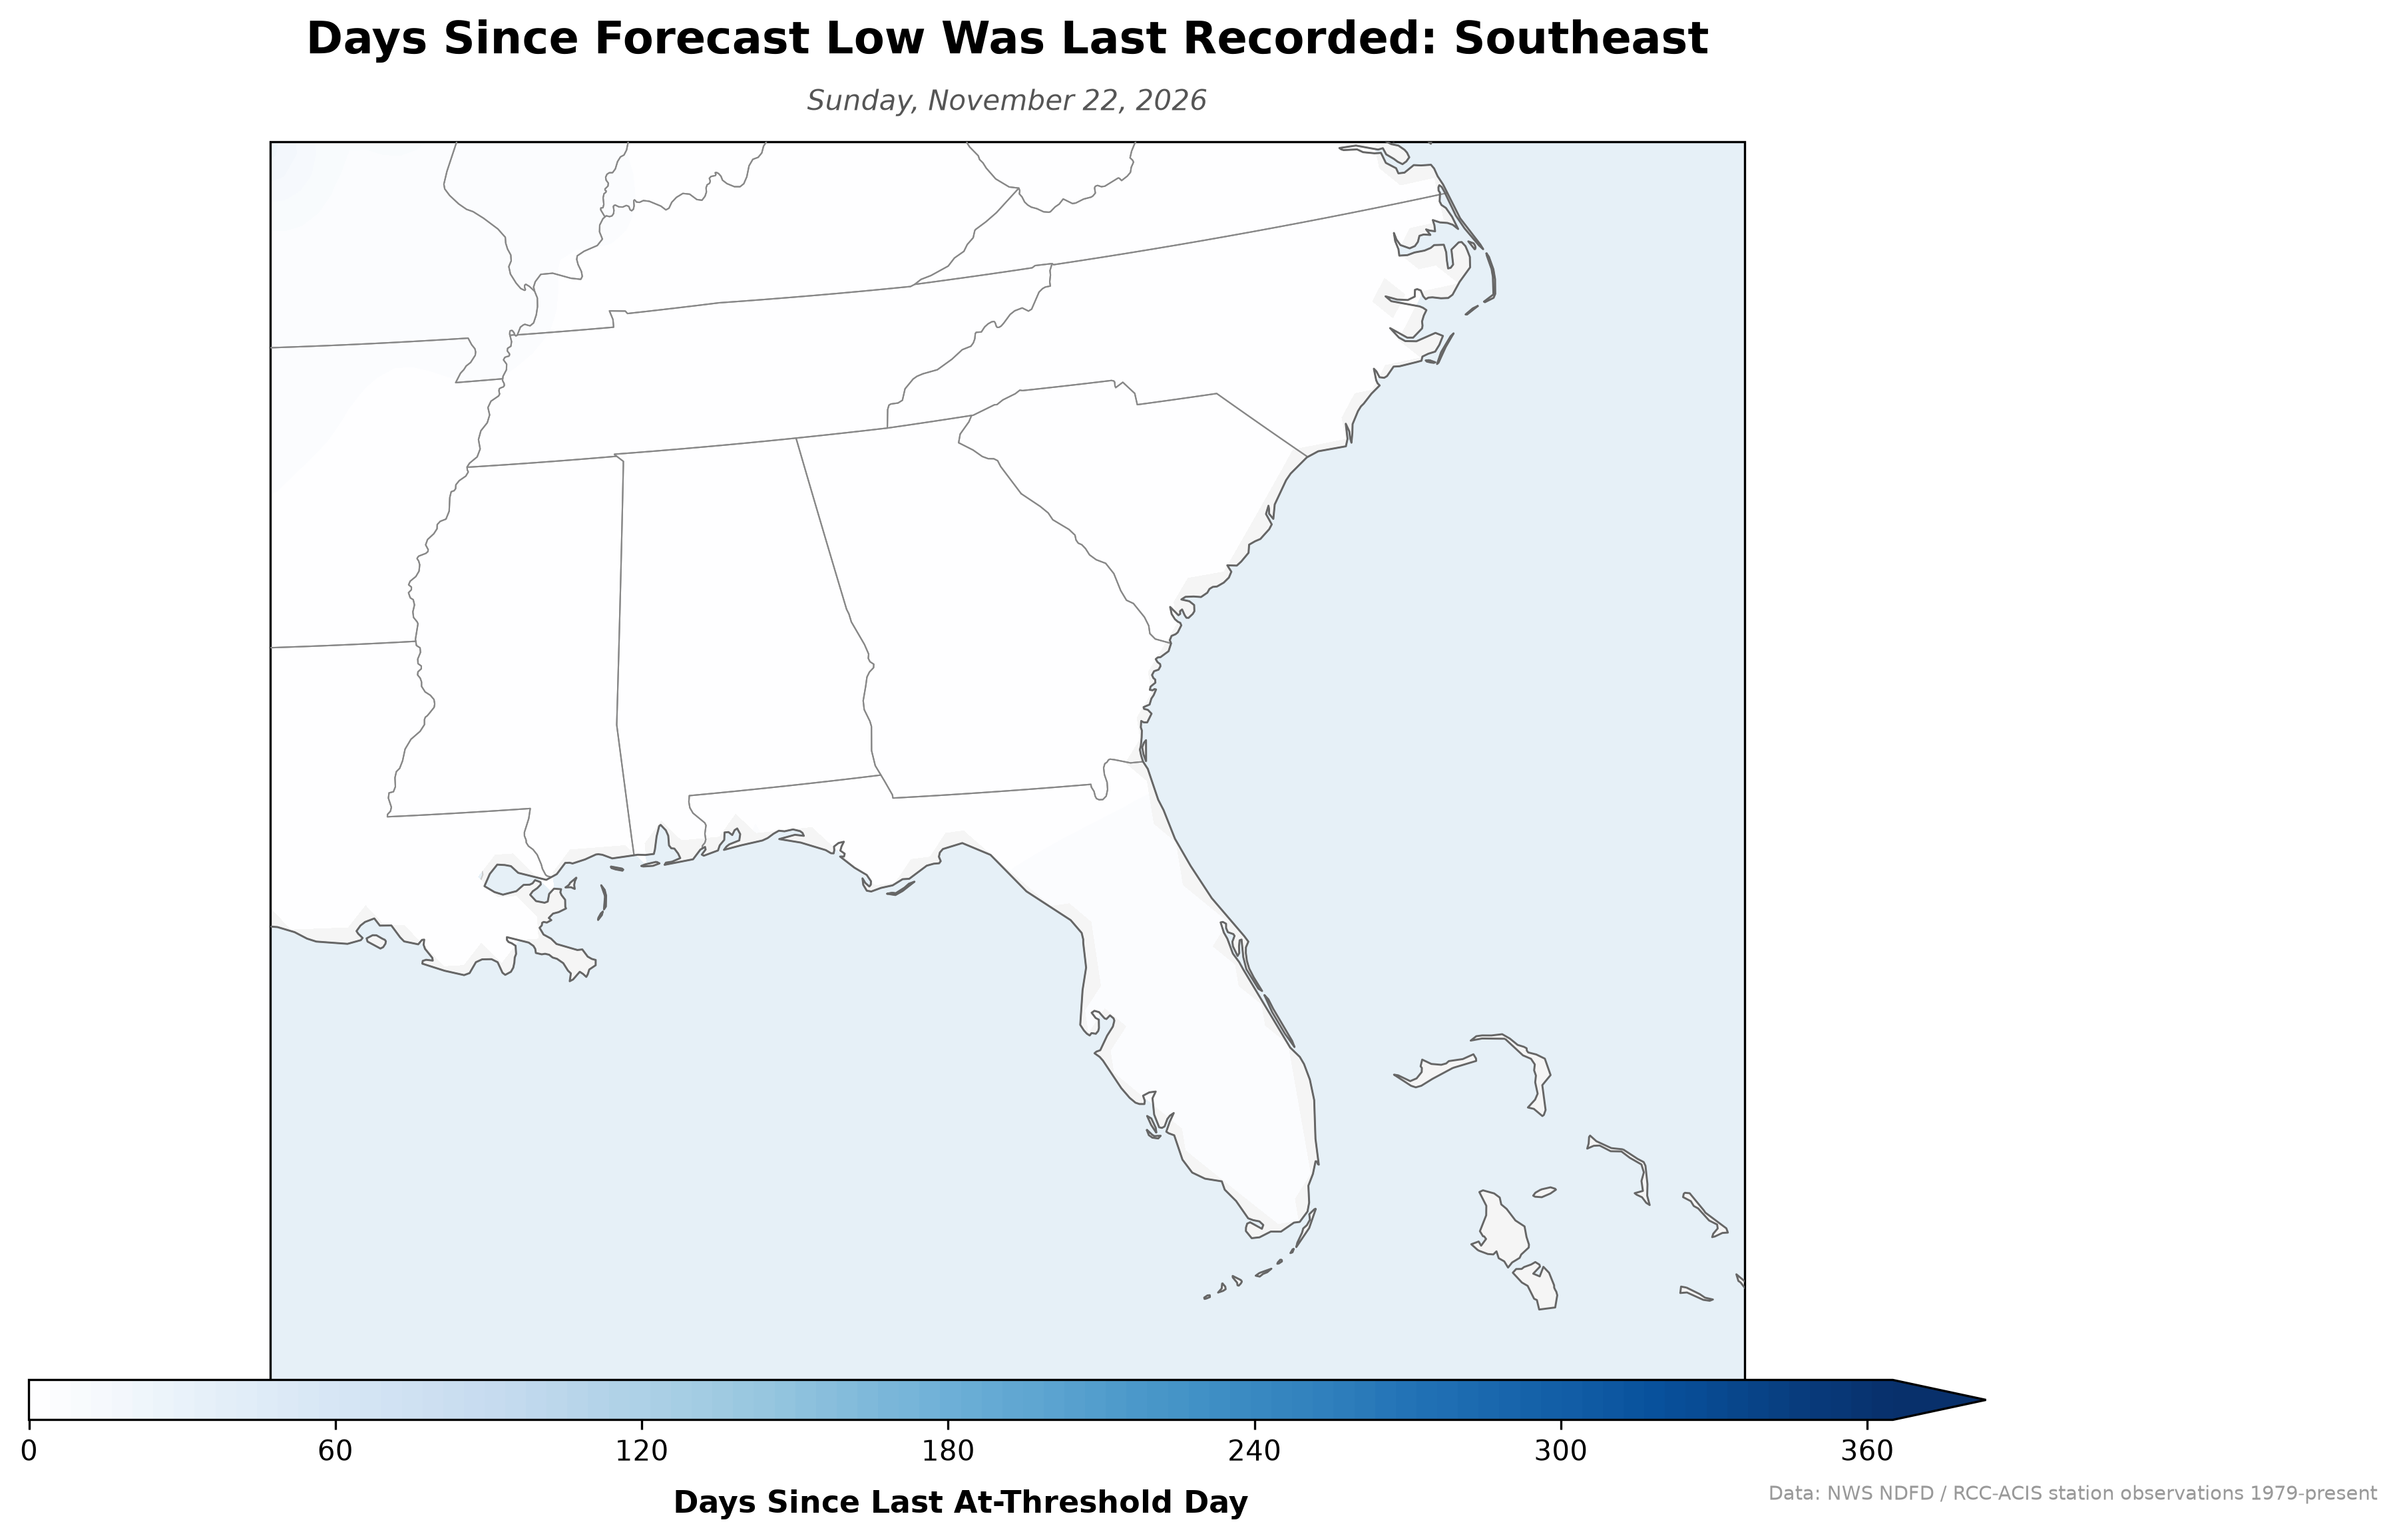 Days Since Forecast Low Was Last Recorded: Southeast
Sunday, November 22, 2026
0 60 120 180 240 300 360
Days Since Last At-Threshold Day
Data: NWS NDFD / RCC-ACIS station observations 1979-present